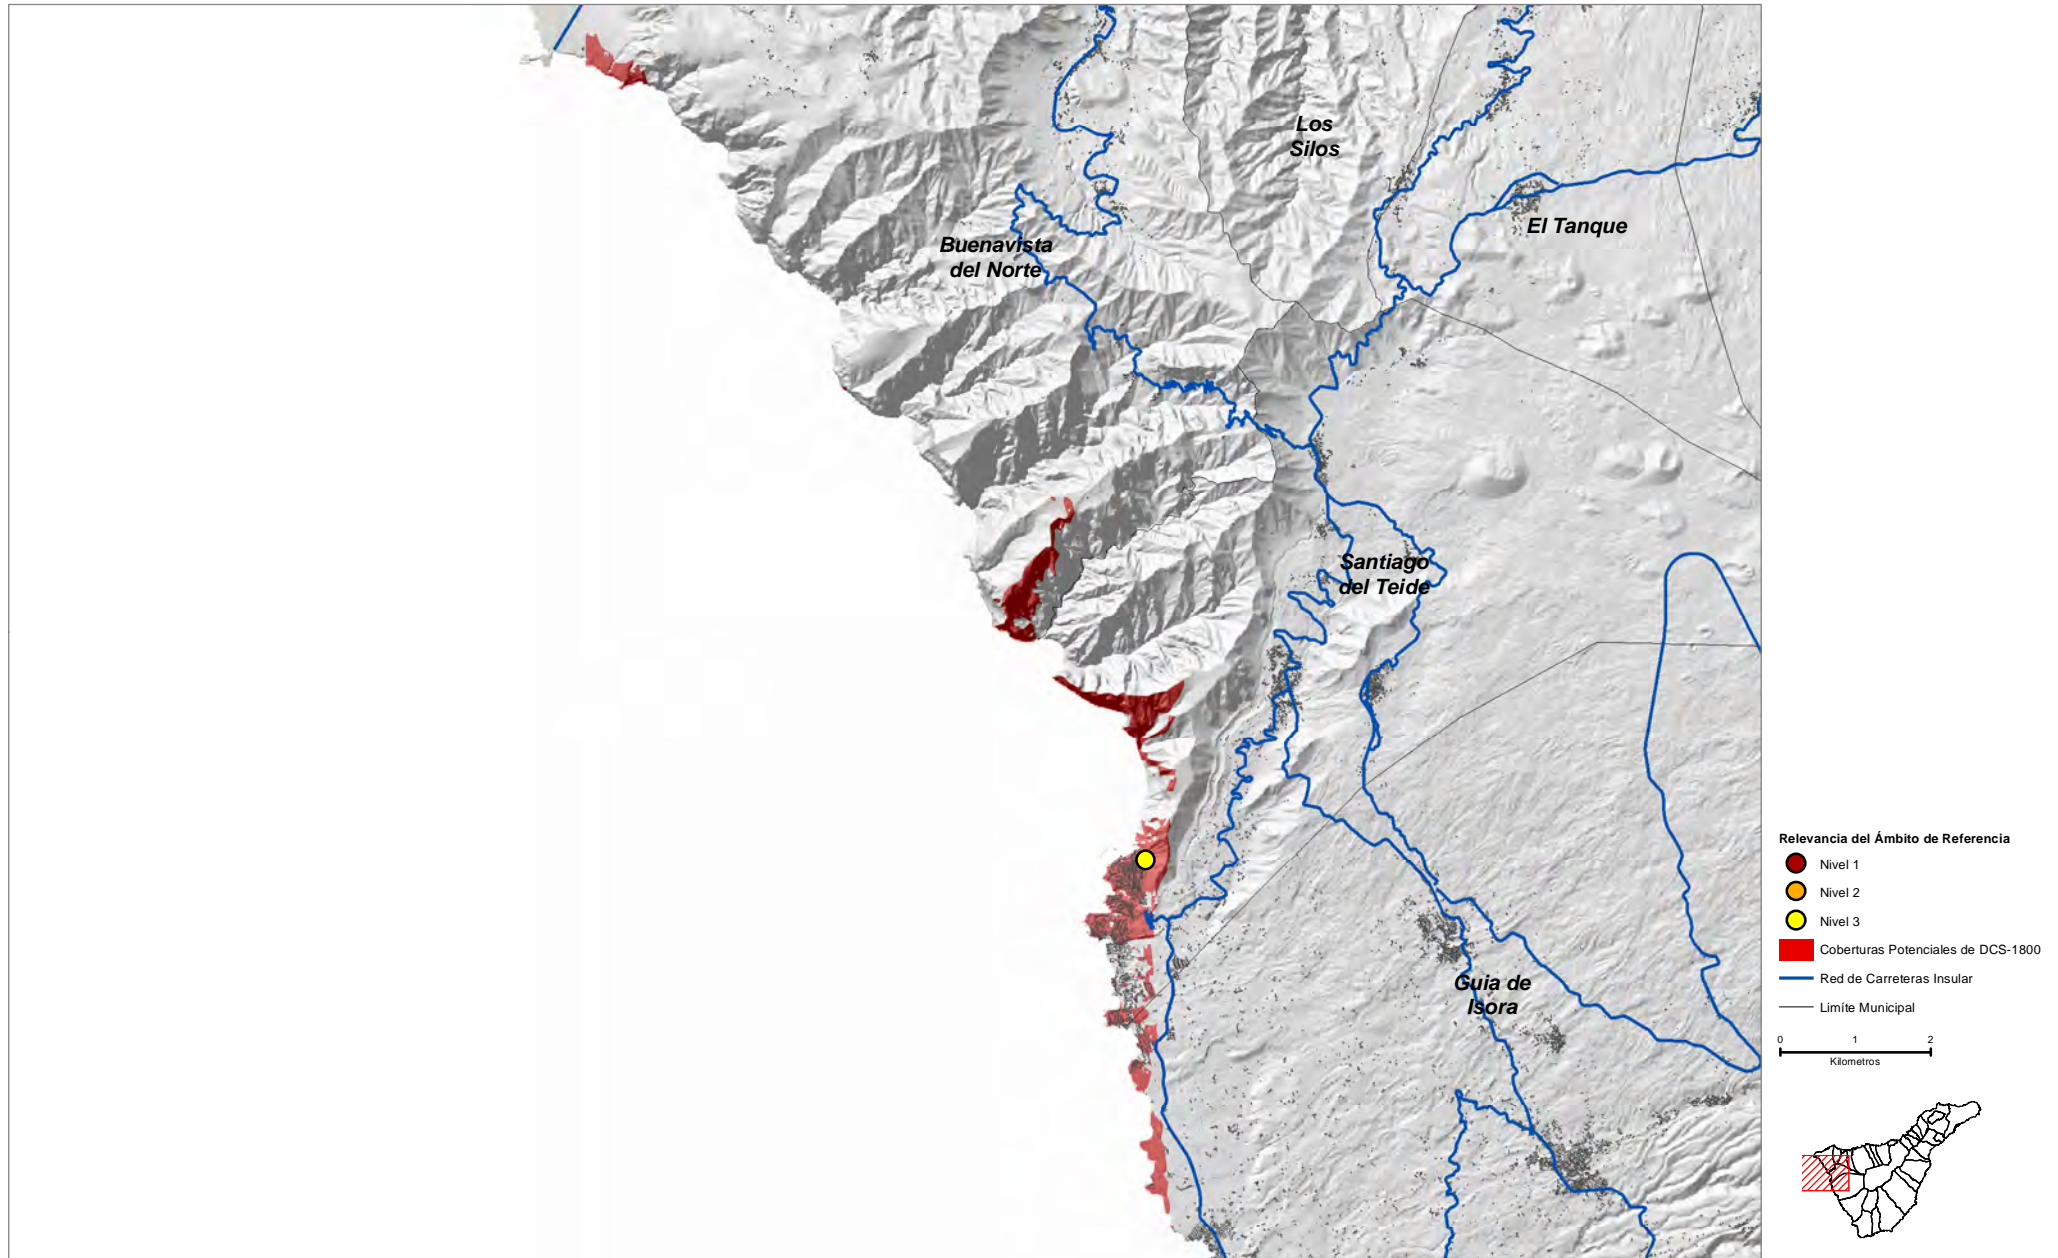 Los
Silos
El Tanque
Buenavista
del Norte
Santiago
del Teide
Guia de
Isora
Relevancia del Ámbito de Referencia
Nivel 1
Nivel 2
Nivel 3
Coberturas Potenciales de DCS-1800
Red de Carreteras Insular
Limíte Municipal
0 1 2
Kilometros